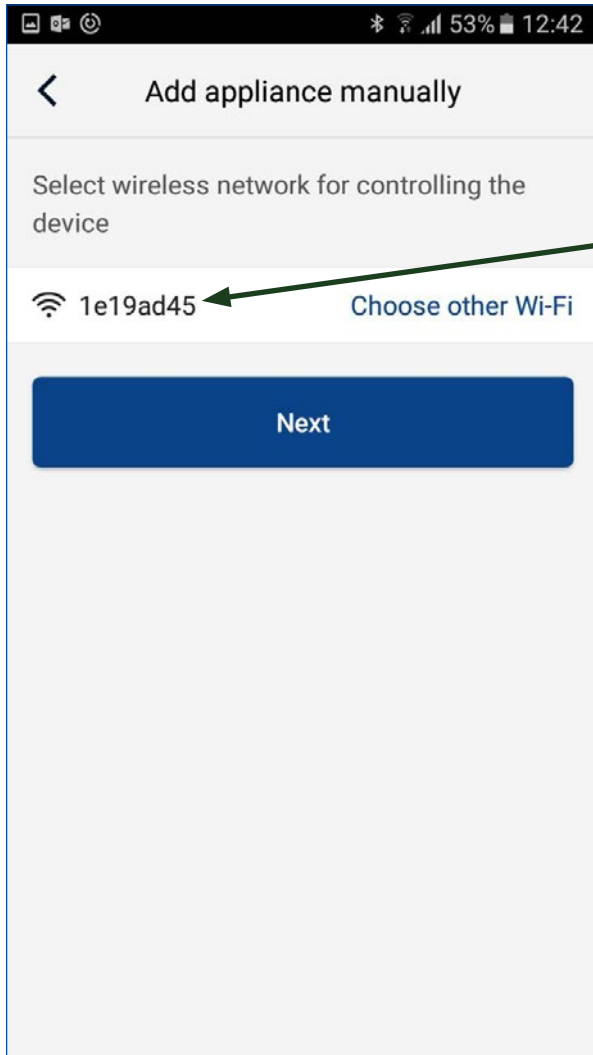 53% 12:42
Add appliance manually
Select wireless network for controlling the
device
1e19ad45 Choose other Wi-Fi
Next